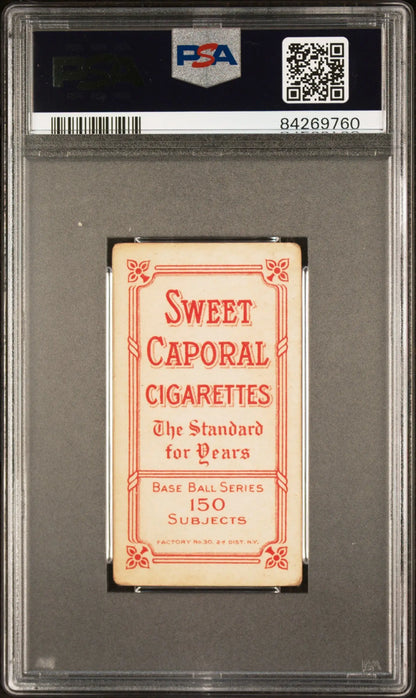 PSA
PSA
84269760
SWEET
CAPORAL
CIGARETTES
The Standard
for Years
BASE BALL SERIES
150
SUBJECTS
FACTORY No. 30, 2d DIST. N.Y.